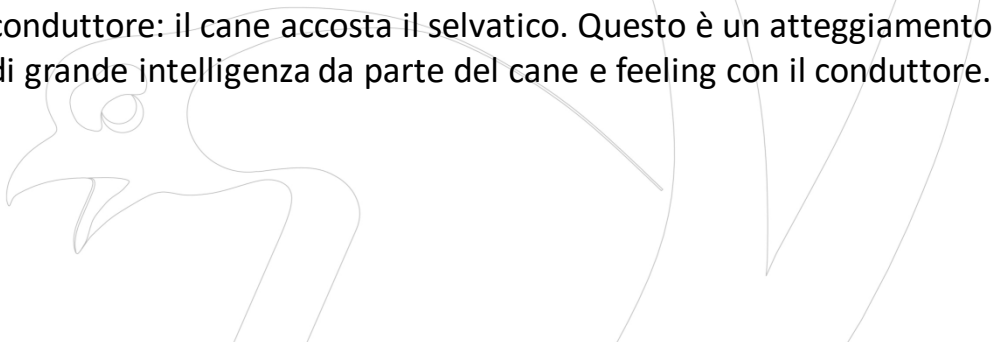 conduttore: il cane accosta il selvatico. Questo è un atteggiamento
di grande intelligenza da parte del cane e feeling con il conduttore.